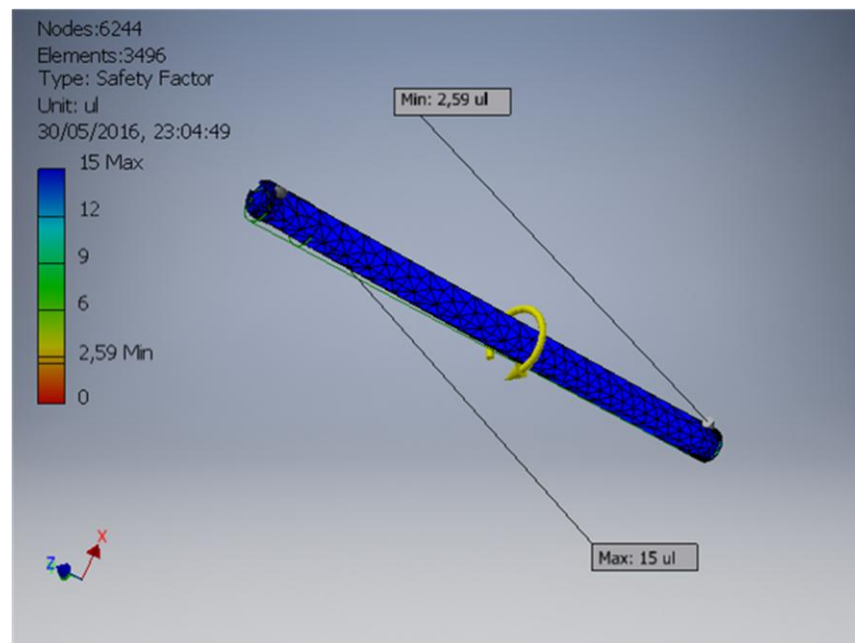 Nodes:6244
Elements:3496
Type: Safety Factor
Unit: ul
30/05/2016, 23:04:49
15 Max
12
9
6
2,59 Min
0
Min: 2,59 ul
Max: 15 ul
X
Z